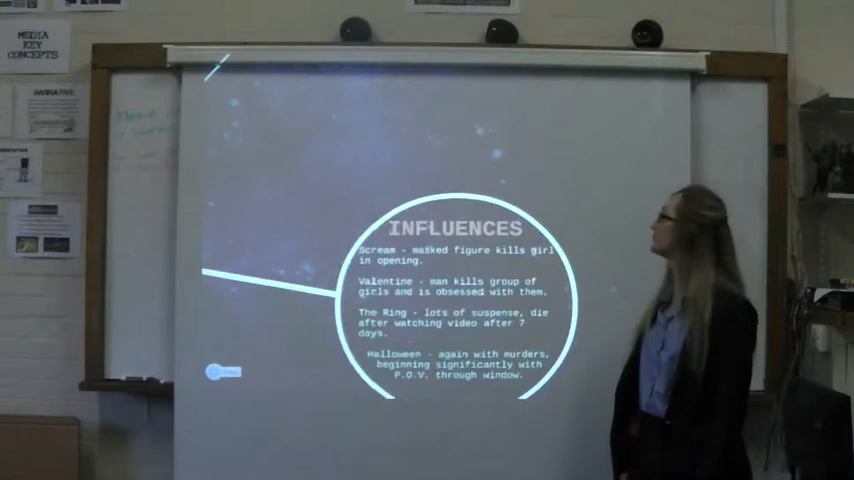 MEDIA
KEY
CONCEPTS
NARRATIVE
INFLUENCES
Scream - masked figure kills girl
in opening.
Valentine - man kills group of
girls and is obsessed with them.
The Ring - lots of suspense, die
after watching video after 7
days.
Halloween - again with murders,
beginning significantly with
P.O.V. through window.